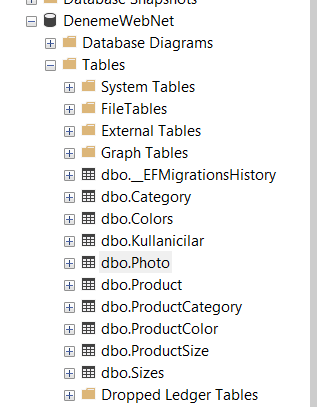 Database Snapshots
DenemeWebNet
Database Diagrams
Tables
System Tables
FileTables
External Tables
Graph Tables
dbo.__EFMigrationsHistory
dbo.Category
dbo.Colors
dbo.Kullanicilar
dbo.Photo
dbo.Product
dbo.ProductCategory
dbo.ProductColor
dbo.ProductSize
dbo.Sizes
Dropped Ledger Tables